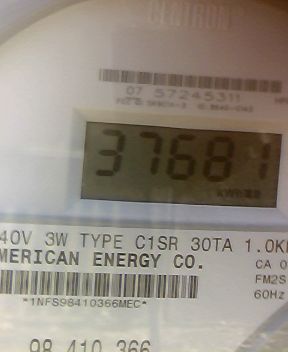 CENTRON
07 57245311
37681
40V 3W TYPE C1SR 30TA 1.0K
MERICAN ENERGY CO.
CA 0
FM2S
60Hz
*1NFS98410366MEC*
98 410 366